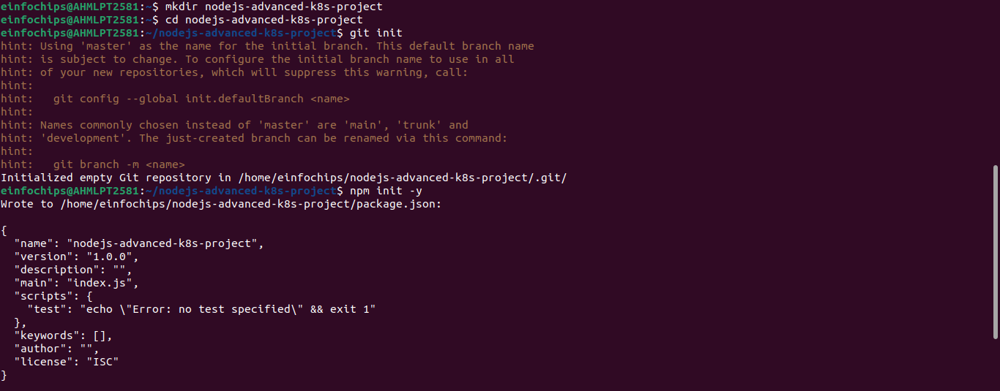 einfochips@AHMLPT2581:~$ mkdir nodejs-advanced-k8s-project
einfochips@AHMLPT2581:~$ cd nodejs-advanced-k8s-project
einfochips@AHMLPT2581:~/nodejs-advanced-k8s-project$ git init
hint: Using 'master' as the name for the initial branch. This default branch name
hint: is subject to change. To configure the initial branch name to use in all
hint: of your new repositories, which will suppress this warning, call:
hint:
hint:   git config --global init.defaultBranch <name>
hint:
hint: Names commonly chosen instead of 'master' are 'main', 'trunk' and
hint: 'development'. The just-created branch can be renamed via this command:
hint:
hint:   git branch -m <name>
Initialized empty Git repository in /home/einfochips/nodejs-advanced-k8s-project/.git/
einfochips@AHMLPT2581:~/nodejs-advanced-k8s-project$ npm init -y
Wrote to /home/einfochips/nodejs-advanced-k8s-project/package.json:

{
  "name": "nodejs-advanced-k8s-project",
  "version": "1.0.0",
  "description": "",
  "main": "index.js",
  "scripts": {
    "test": "echo \"Error: no test specified\" && exit 1"
  },
  "keywords": [],
  "author": "",
  "license": "ISC"
}